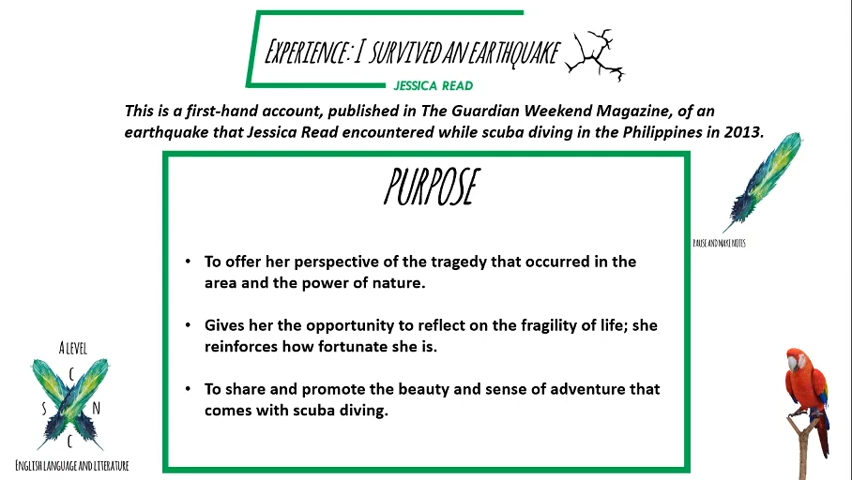 Experience: I survived an earthquake
JESSICA READ
This is a first-hand account, published in The Guardian Weekend Magazine, of an
earthquake that Jessica Read encountered while scuba diving in the Philippines in 2013.
PURPOSE
PAUSE AND MAKE NOTES
• To offer her perspective of the tragedy that occurred in the
area and the power of nature.
• Gives her the opportunity to reflect on the fragility of life; she
reinforces how fortunate she is.
• To share and promote the beauty and sense of adventure that
comes with scuba diving.
A LEVEL
C
S N
C
ENGLISH LANGUAGE AND LITERATURE